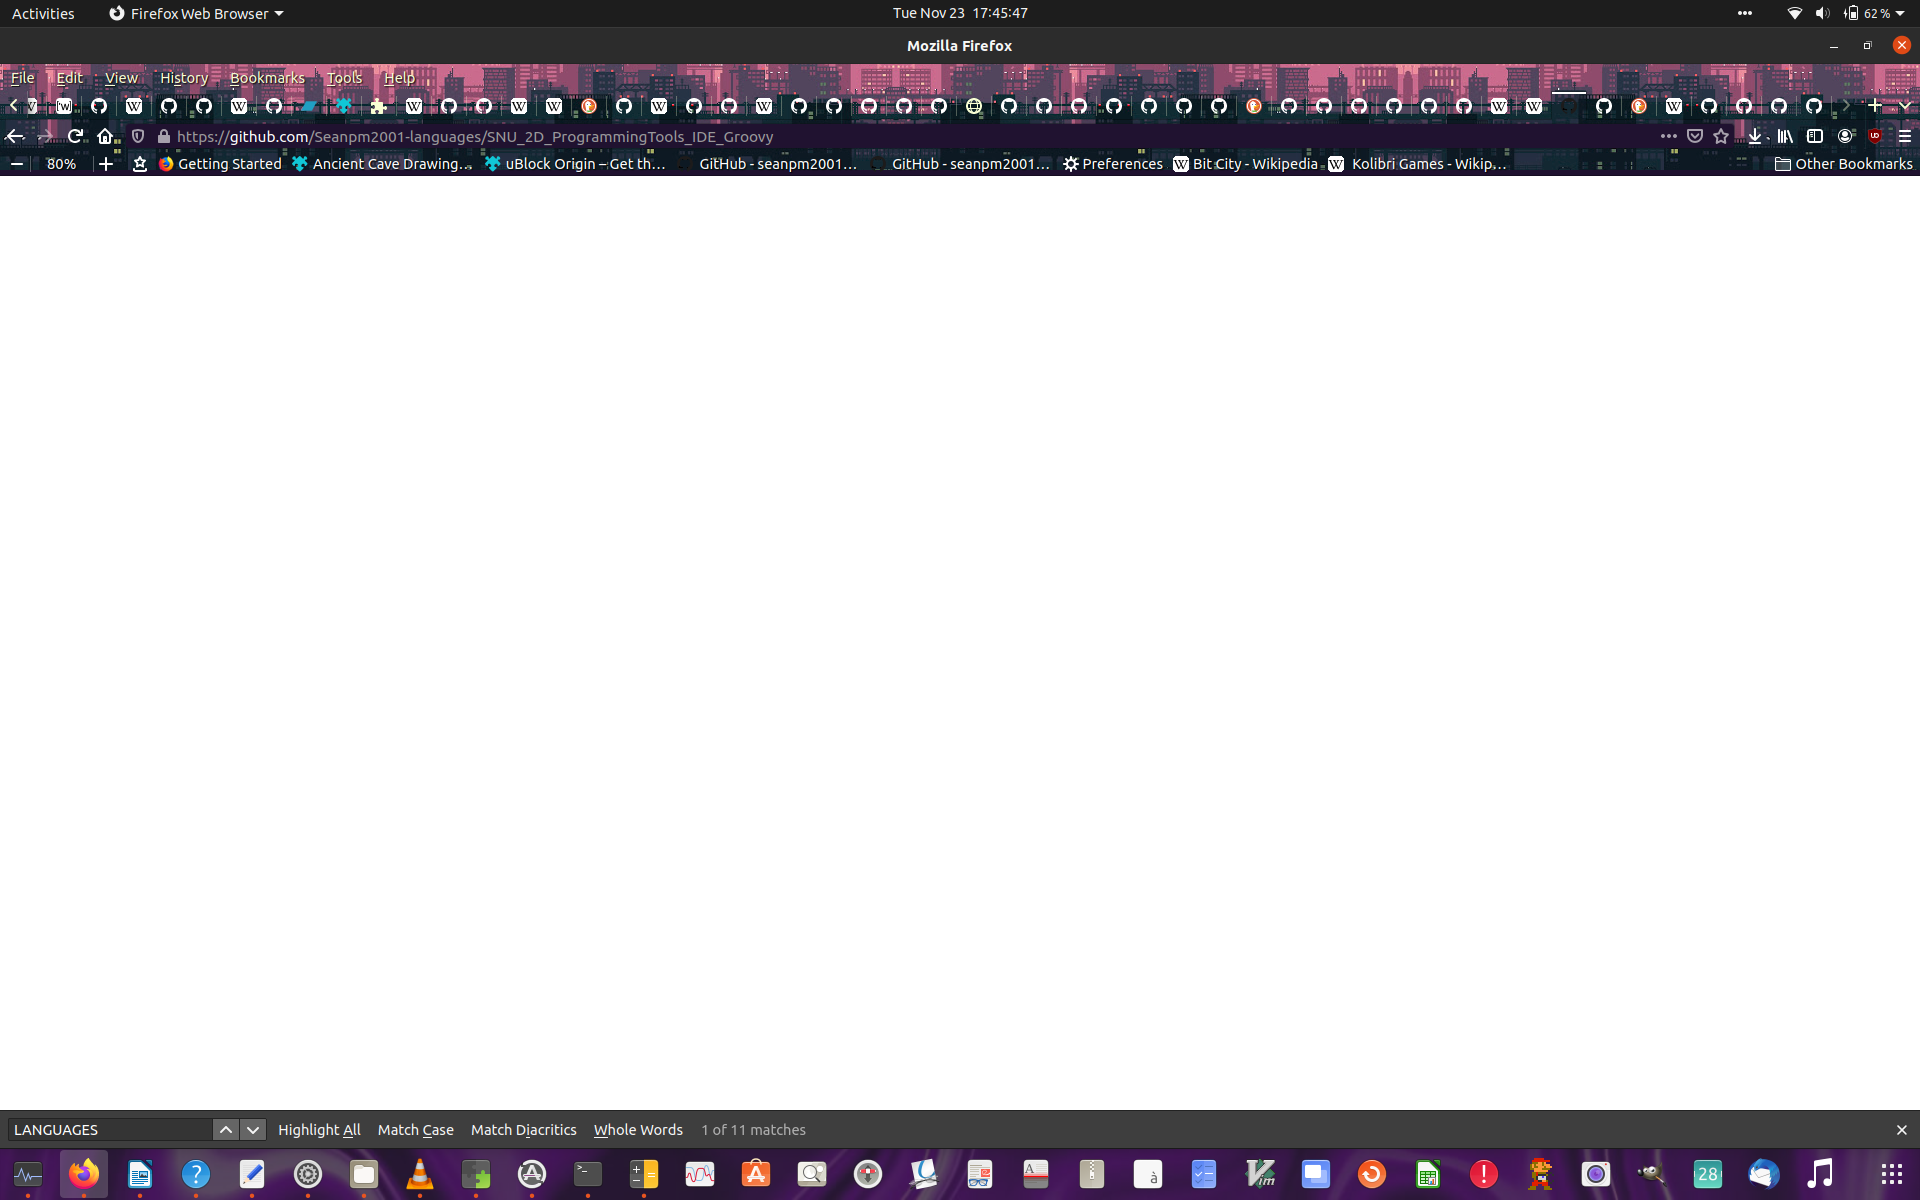 Activities Firefox Web Browser Tue Nov 23 17:45:47 62 %
Mozilla Firefox
File Edit View History Bookmarks Tools Help
https://github.com/Seanpm2001-languages/SNU_2D_ProgrammingTools_IDE_Groovy
80% Getting Started Ancient Cave Drawing… uBlock Origin – Get th… GitHub - seanpm2001… GitHub - seanpm2001… Preferences Bit City - Wikipedia Kolibri Games - Wikip… Other Bookmarks
LANGUAGES Highlight All Match Case Match Diacritics Whole Words 1 of 11 matches
28